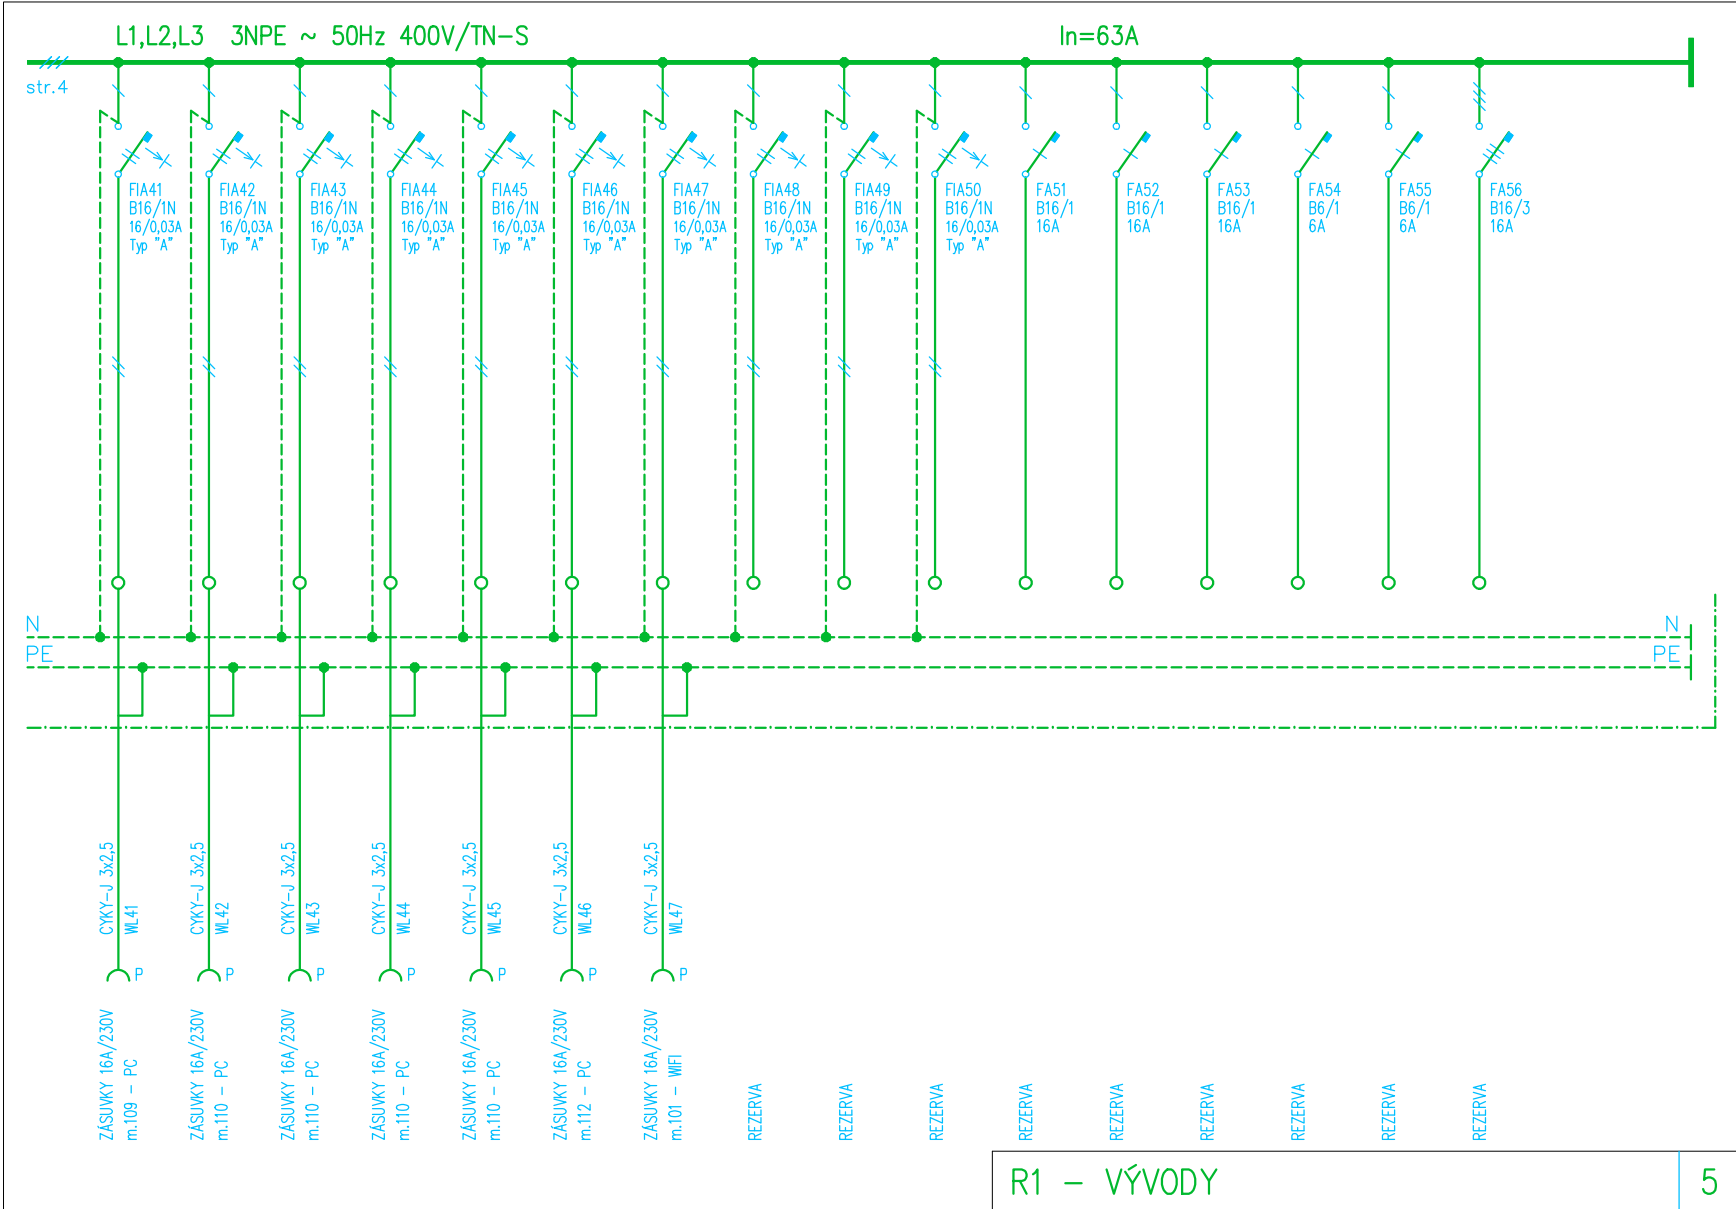 L1,L2,L3 3NPE ~ 50Hz 400V/TN-S
In=63A
str.4
FIA41
B16/1N
16/0,03A
Typ "A"
FIA42
B16/1N
16/0,03A
Typ "A"
FIA43
B16/1N
16/0,03A
Typ "A"
FIA44
B16/1N
16/0,03A
Typ "A"
FIA45
B16/1N
16/0,03A
Typ "A"
FIA46
B16/1N
16/0,03A
Typ "A"
FIA47
B16/1N
16/0,03A
Typ "A"
FIA48
B16/1N
16/0,03A
Typ "A"
FIA49
B16/1N
16/0,03A
Typ "A"
FIA50
B16/1N
16/0,03A
Typ "A"
FA51
B16/1
16A
FA52
B16/1
16A
FA53
B16/1
16A
FA54
B6/1
6A
FA55
B6/1
6A
FA56
B16/3
16A
N
N
PE
PE
CYKY-J 3x2,5
WL41
CYKY-J 3x2,5
WL42
CYKY-J 3x2,5
WL43
CYKY-J 3x2,5
WL44
CYKY-J 3x2,5
WL45
CYKY-J 3x2,5
WL46
CYKY-J 3x2,5
WL47
P
P
P
P
P
P
P
ZÁSUVKY 16A/230V
m.109 - PC
ZÁSUVKY 16A/230V
m.110 - PC
ZÁSUVKY 16A/230V
m.110 - PC
ZÁSUVKY 16A/230V
m.110 - PC
ZÁSUVKY 16A/230V
m.110 - PC
ZÁSUVKY 16A/230V
m.112 - PC
ZÁSUVKY 16A/230V
m.101 - WIFI
REZERVA
REZERVA
REZERVA
REZERVA
REZERVA
REZERVA
REZERVA
REZERVA
REZERVA
R1 - VÝVODY
5